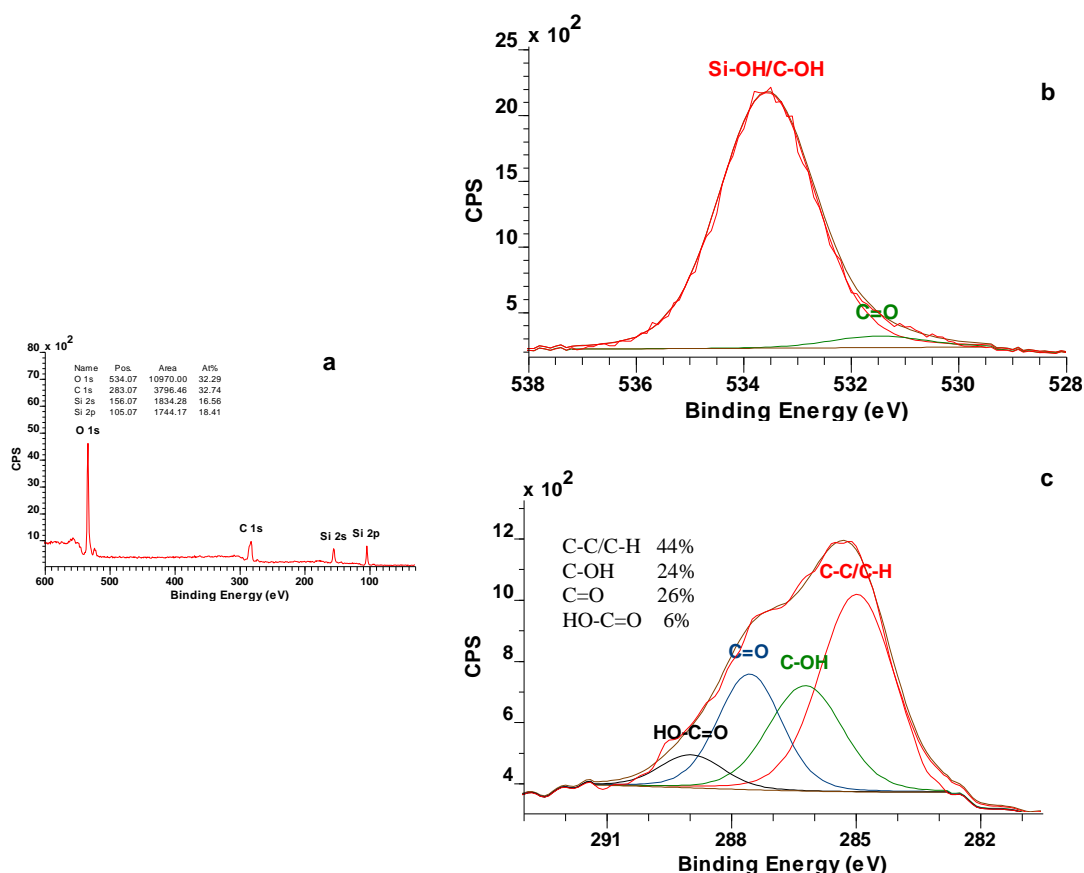 a
80 x 10²
70
60
50
40
30
20
10
CPS
Name Pos. Area At%
O 1s 534.07 10970.00 32.29
C 1s 283.07 3796.46 32.74
Si 2s 156.07 1834.28 16.56
Si 2p 105.07 1744.17 18.41
O 1s
C 1s
Si 2s
Si 2p
600 500 400 300 200 100
Binding Energy (eV)
b
x 10²
25
20
15
10
5
CPS
Si-OH/C-OH
C=O
538 536 534 532 530 528
Binding Energy (eV)
c
x 10²
12
10
8
6
4
CPS
C-C/C-H 44%
C-OH 24%
C=O 26%
HO-C=O 6%
C-C/C-H
C=O
C-OH
HO-C=O
291 288 285 282
Binding Energy (eV)